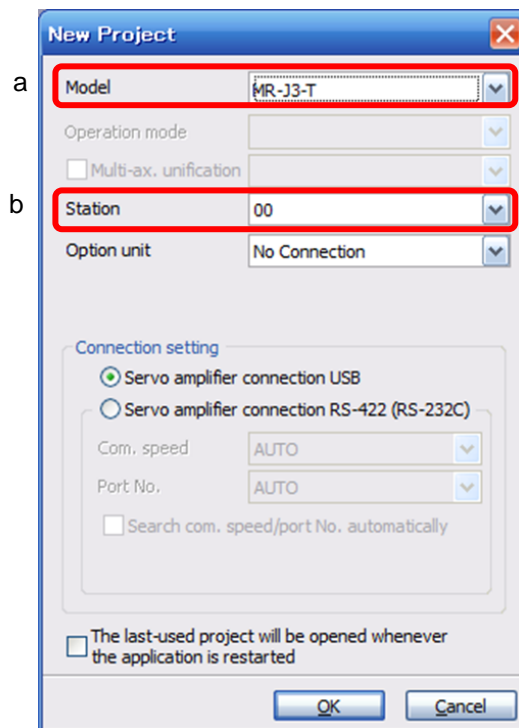 New Project
a
Model MR-J3-T
Operation mode
Multi-ax. unification
b
Station 00
Option unit No Connection
Connection setting
Servo amplifier connection USB
Servo amplifier connection RS-422 (RS-232C)
Com. speed AUTO
Port No. AUTO
Search com. speed/port No. automatically
The last-used project will be opened whenever
the application is restarted
OK Cancel